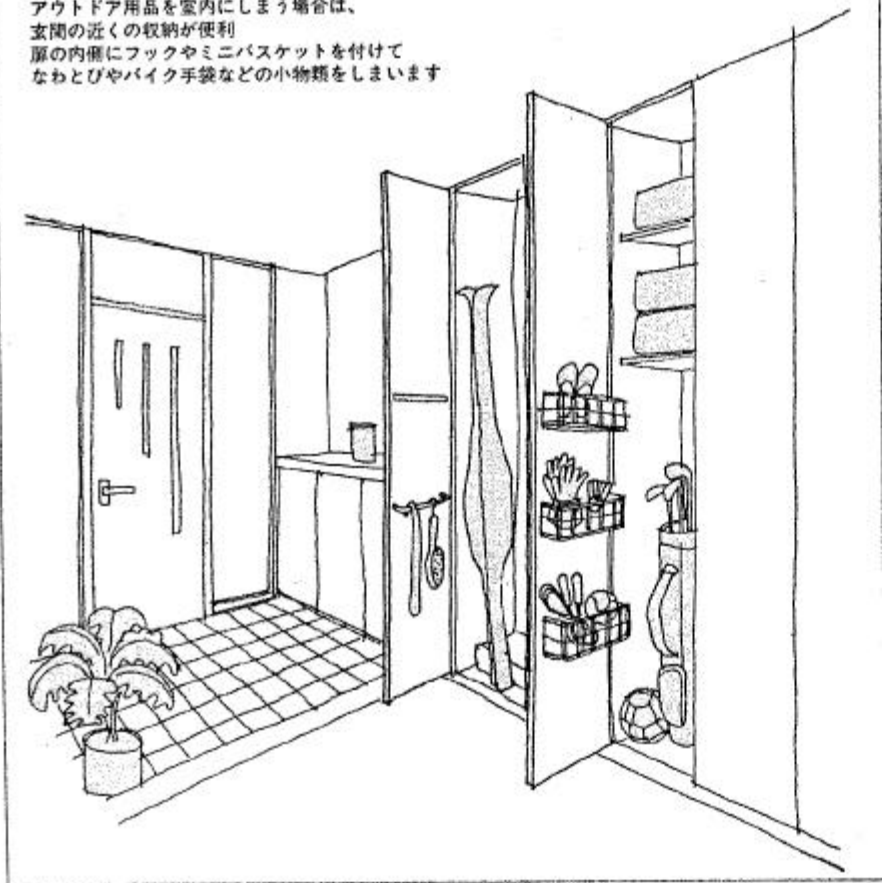 アウトドア用品を室内にしまう場合は、
玄関の近くの収納が便利
扉の内側にフックやミニバスケットを付けて
なわとびやバイク手袋などの小物類をしまいます